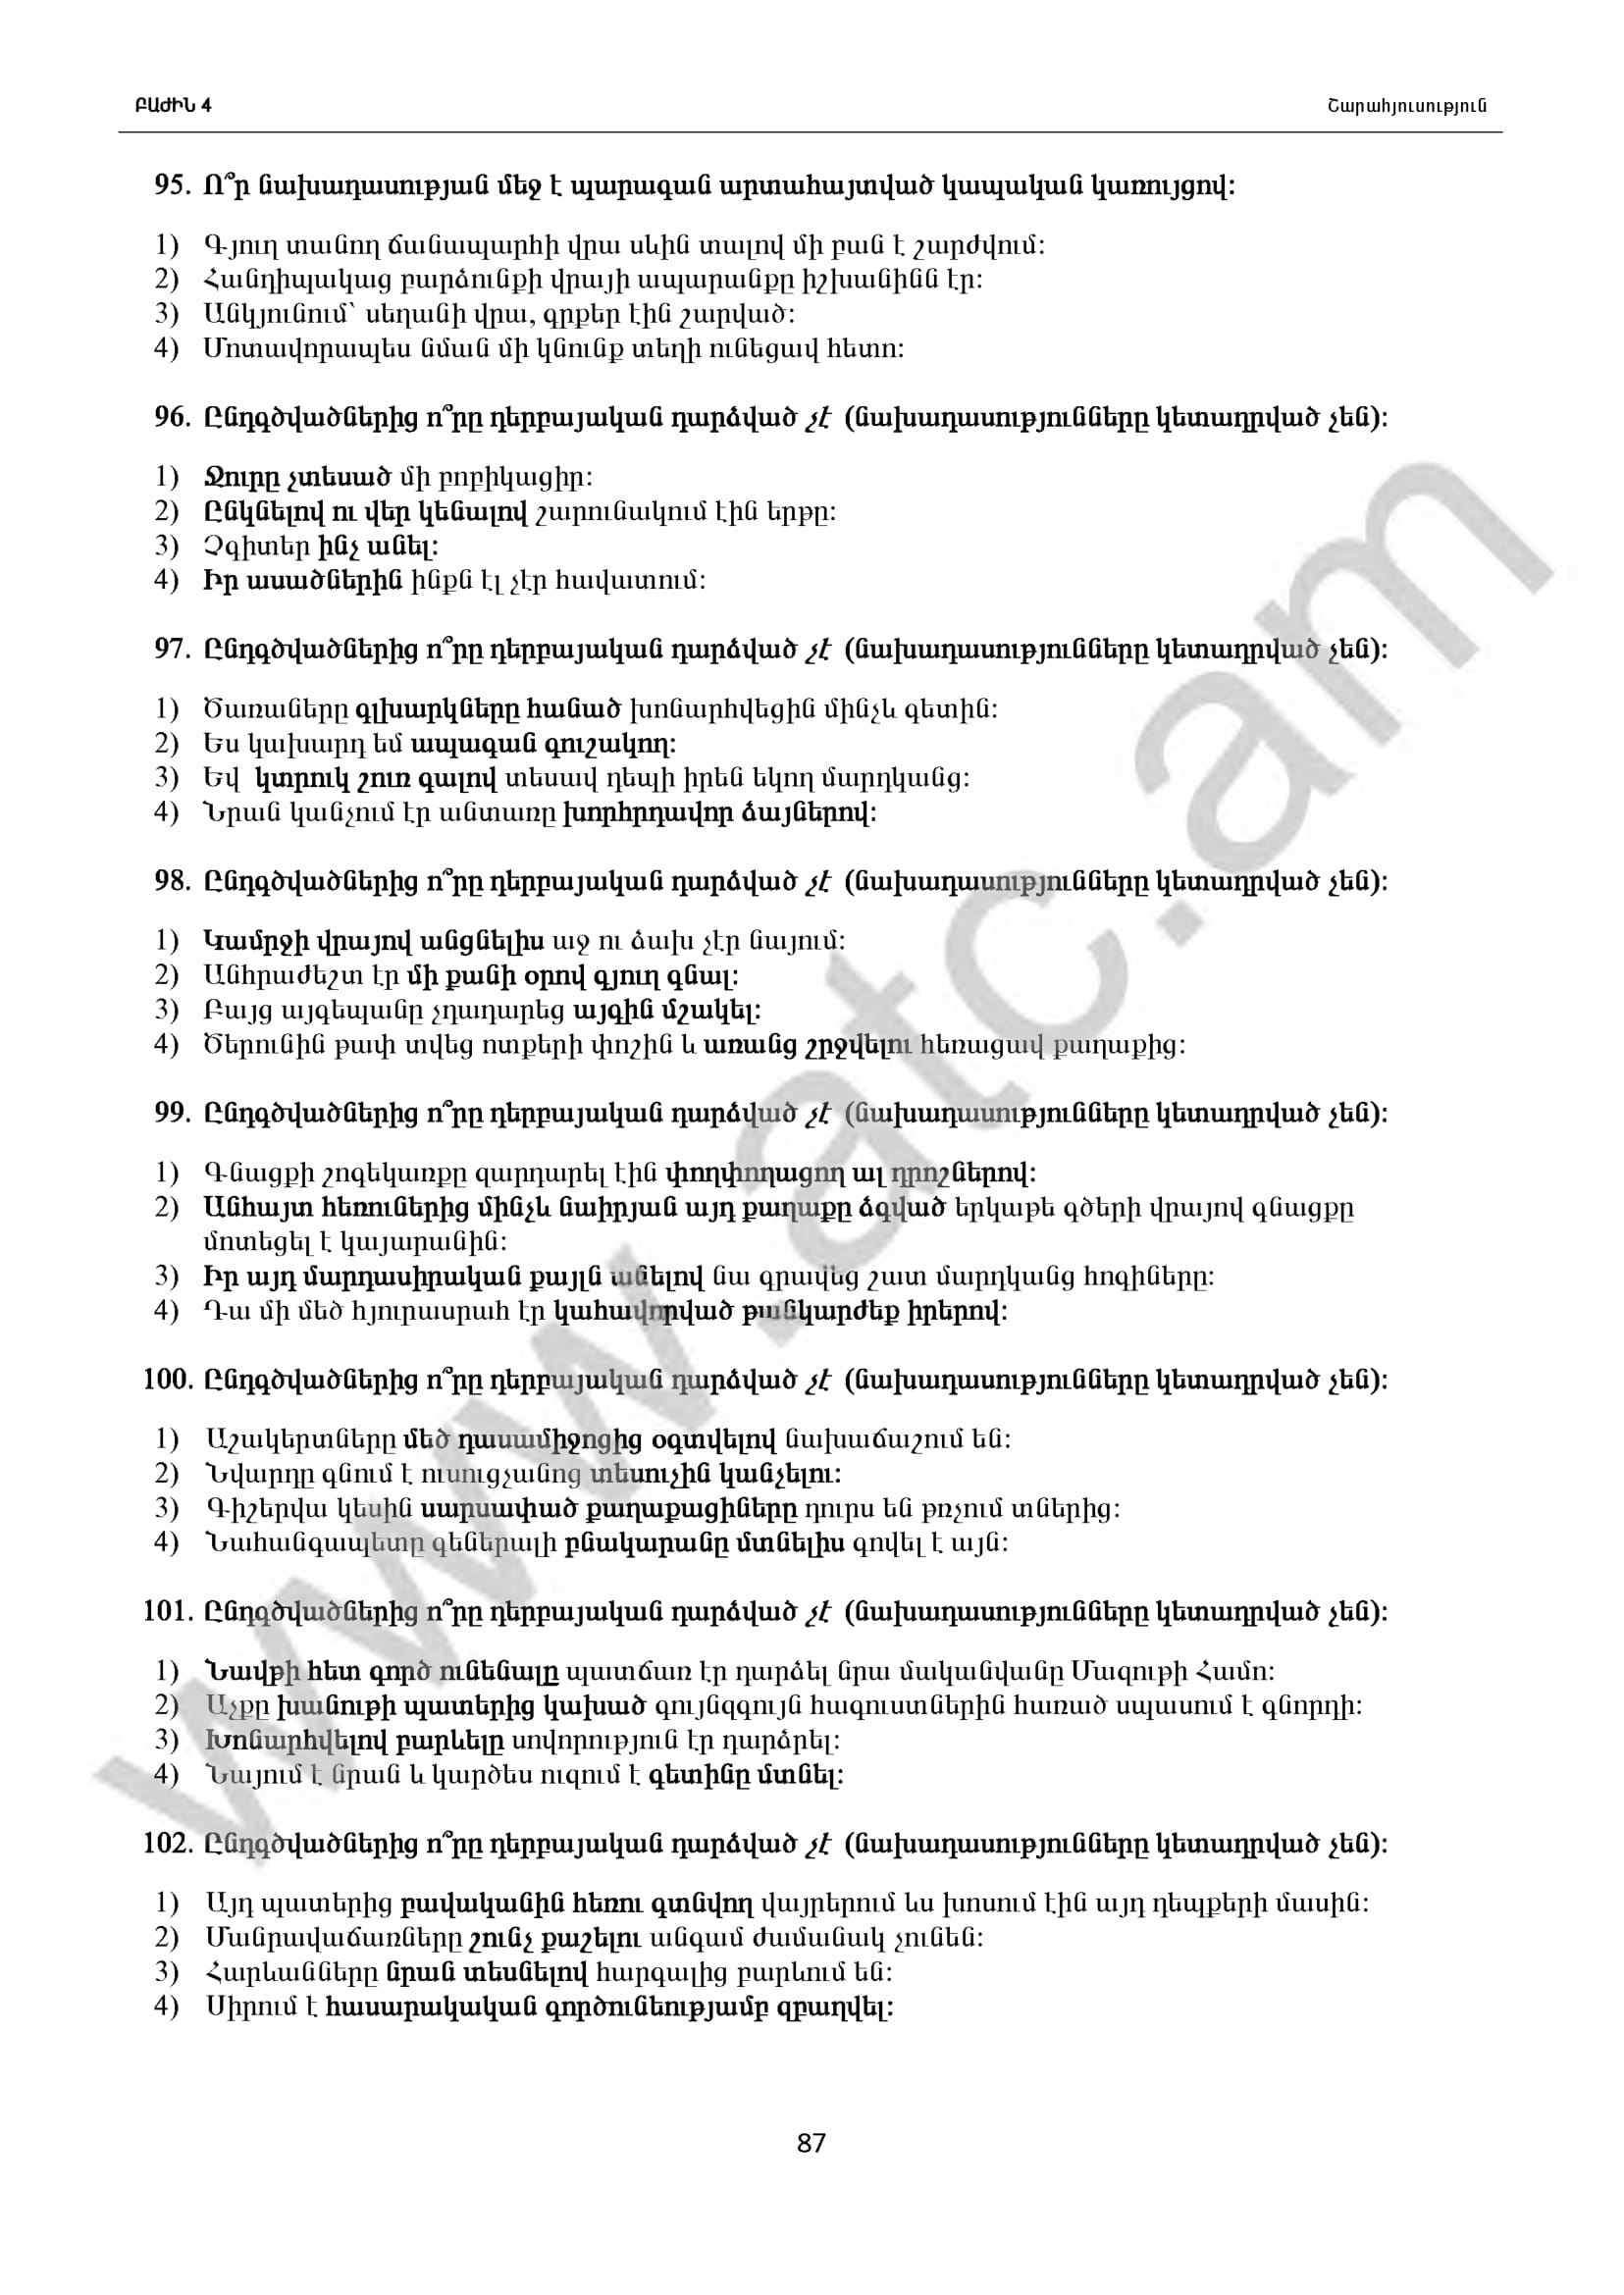 ԲԱԺԻՆ 4
Շարահյուսություն
95. Ո՞ր նախադասության մեջ է պարագան արտահայտված կապական կառույցով:
1) Գյուղ տանող ճանապարհի վրա սևին տալով մի բան է շարժվում:
2) Հանդիպակաց բարձունքի վրայի ապարանքը իշխանինն էր:
3) Անկյունում՝ սեղանի վրա, գրքեր էին շարված:
4) Մոտավորապես նման մի կնունք տեղի ունեցավ հետո:
96. Ընդգծվածներից ո՞րը դերբայական դարձված չէ (նախադասությունները կետադրված չեն):
1) Ջուրը չտեսած մի բոբիկացիր:
2) Ընկնելով ու վեր կենալով շարունակում էին երթը:
3) Չգիտեր ինչ անել:
4) Իր ասածներին ինքն էլ չէր հավատում:
97. Ընդգծվածներից ո՞րը դերբայական դարձված չէ (նախադասությունները կետադրված չեն):
1) Ծառաները գլխարկները հանած խոնարհվեցին մինչև գետին:
2) Ես կախարդ եմ ապագան գուշակող:
3) Եվ կտրուկ շուռ գալով տեսավ դեպի իրեն եկող մարդկանց:
4) Նրան կանչում էր անտառը խորհրդավոր ձայներով:
98. Ընդգծվածներից ո՞րը դերբայական դարձված չէ (նախադասությունները կետադրված չեն):
1) Կամրջի վրայով անցնելիս աջ ու ձախ չէր նայում:
2) Անհրաժեշտ էր մի քանի օրով գյուղ գնալ:
3) Բայց այգեպանը չդադարեց այգին մշակել:
4) Ծերունին թափ տվեց ոտքերի փոշին և առանց շրջվելու հեռացավ քաղաքից:
99. Ընդգծվածներից ո՞րը դերբայական դարձված չէ (նախադասությունները կետադրված չեն):
1) Գնացքի շոգեկառքը զարդարել էին փողփողացող ալ դրոշներով:
2) Անհայտ հեռուներից մինչև նաիրյան այդ քաղաքը ձգված երկաթե գծերի վրայով գնացքը
մոտեցել է կայարանին:
3) Իր այդ մարդասիրական քայլն անելով նա գրավեց շատ մարդկանց հոգիները:
4) Դա մի մեծ հյուրասրահ էր կահավորված թանկարժեք իրերով:
100. Ընդգծվածներից ո՞րը դերբայական դարձված չէ (նախադասությունները կետադրված չեն):
1) Աշակերտները մեծ դասամիջոցից օգտվելով նախաճաշում են:
2) Նվարդը գնում է ուսուցչանոց տեսուչին կանչելու:
3) Գիշերվա կեսին սարսափած քաղաքացիները դուրս են թռչում տներից:
4) Նահանգապետը գեներալի բնակարանը մտնելիս գովել է այն:
101. Ընդգծվածներից ո՞րը դերբայական դարձված չէ (նախադասությունները կետադրված չեն):
1) Նավթի հետ գործ ունենալը պատճառ էր դարձել նրա մականվանը Մազութի Համո:
2) Աչքը խանութի պատերից կախած գույնզգույն հագուստներին հառած սպասում է գնորդի:
3) Խոնարհվելով բարևելը սովորություն էր դարձրել:
4) Նայում է նրան և կարծես ուզում է գետինը մտնել:
102. Ընդգծվածներից ո՞րը դերբայական դարձված չէ (նախադասությունները կետադրված չեն):
1) Այդ պատերից բավականին հեռու գտնվող վայրերում ևս խոսում էին այդ դեպքերի մասին:
2) Մանրավաճառները շունչ քաշելու անգամ ժամանակ չունեն:
3) Հարևանները նրան տեսնելով հարգալից բարևում են:
4) Սիրում է հասարակական գործունեությամբ զբաղվել:
www.atc.am
87